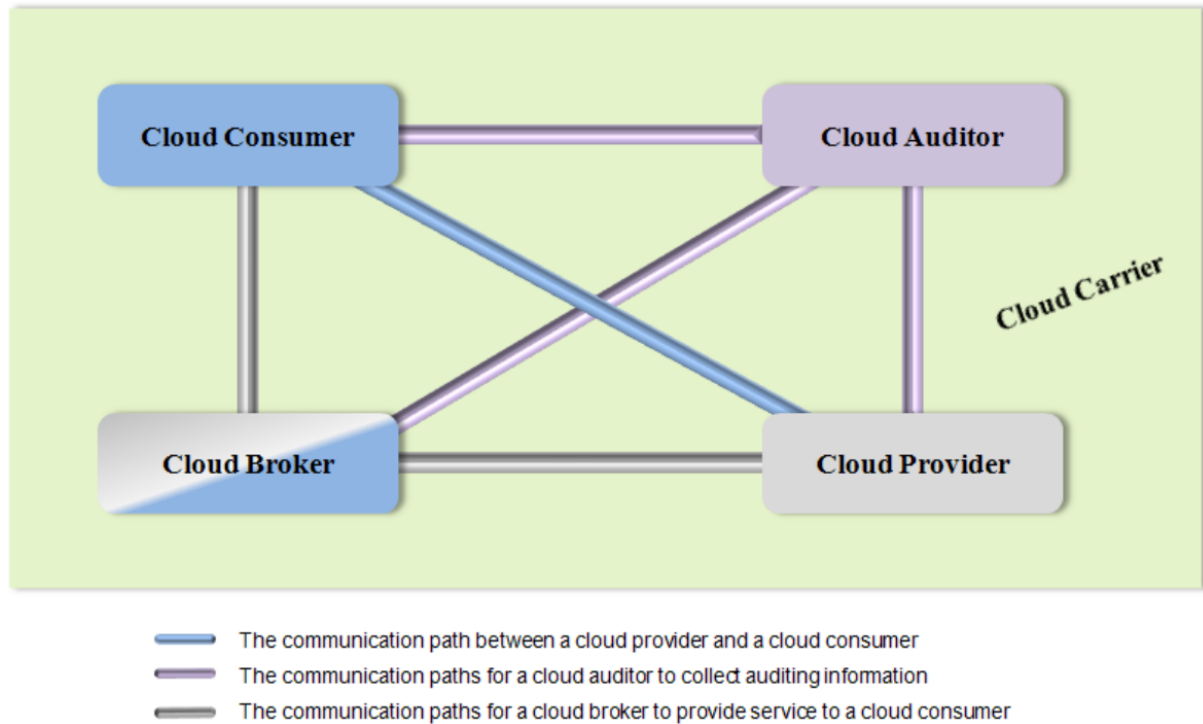 Cloud Consumer
Cloud Auditor
Cloud Carrier
Cloud Broker
Cloud Provider
The communication path between a cloud provider and a cloud consumer
The communication paths for a cloud auditor to collect auditing information
The communication paths for a cloud broker to provide service to a cloud consumer